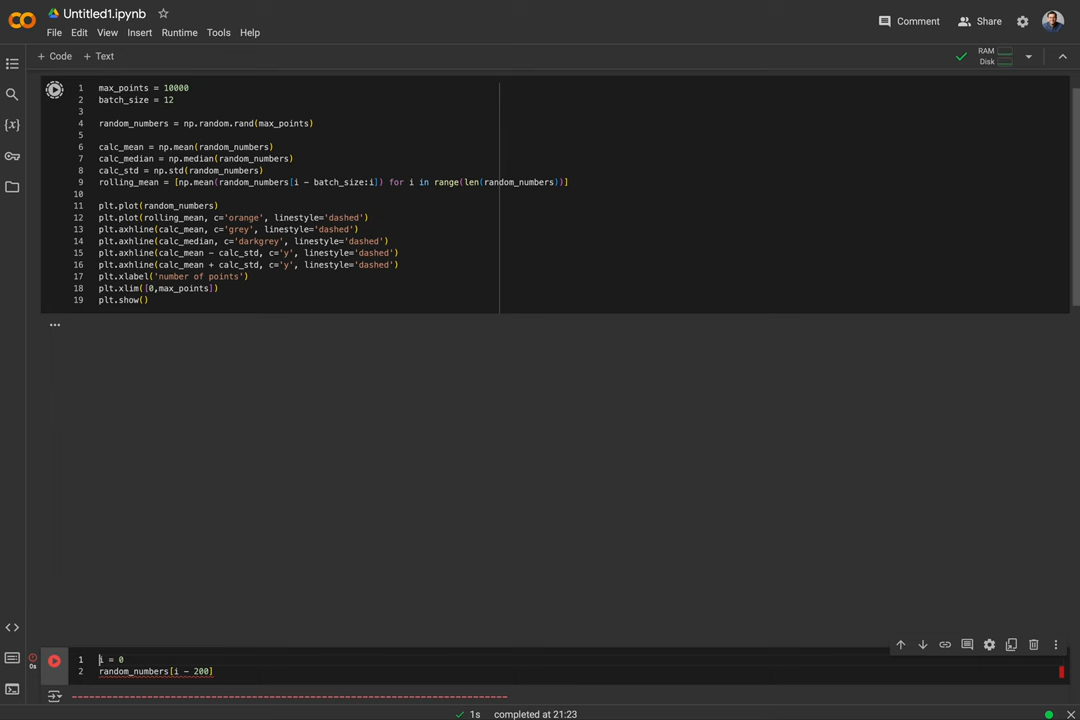 Untitled1.ipynb
File Edit View Insert Runtime Tools Help
Comment Share
+ Code + Text
RAM
Disk
1 max_points = 10000
2 batch_size = 12
3
4 random_numbers = np.random.rand(max_points)
5
6 calc_mean = np.mean(random_numbers)
7 calc_median = np.median(random_numbers)
8 calc_std = np.std(random_numbers)
9 rolling_mean = [np.mean(random_numbers[i - batch_size:i]) for i in range(len(random_numbers))]
10
11 plt.plot(random_numbers)
12 plt.plot(rolling_mean, c='orange', linestyle='dashed')
13 plt.axhline(calc_mean, c='grey', linestyle='dashed')
14 plt.axhline(calc_median, c='darkgrey', linestyle='dashed')
15 plt.axhline(calc_mean - calc_std, c='y', linestyle='dashed')
16 plt.axhline(calc_mean + calc_std, c='y', linestyle='dashed')
17 plt.xlabel('number of points')
18 plt.xlim([0,max_points])
19 plt.show()
...
0s
1 i = 0
2 random_numbers[i - 200]
---------------------------------------------------------------------------
1s completed at 21:23